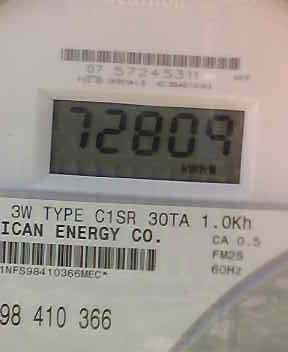 07 57245311
72809
3W TYPE C1SR 30TA 1.0Kh
ICAN ENERGY CO.
CA 0.5
FM2S
60Hz
1NFS98410366MEC*
98 410 366